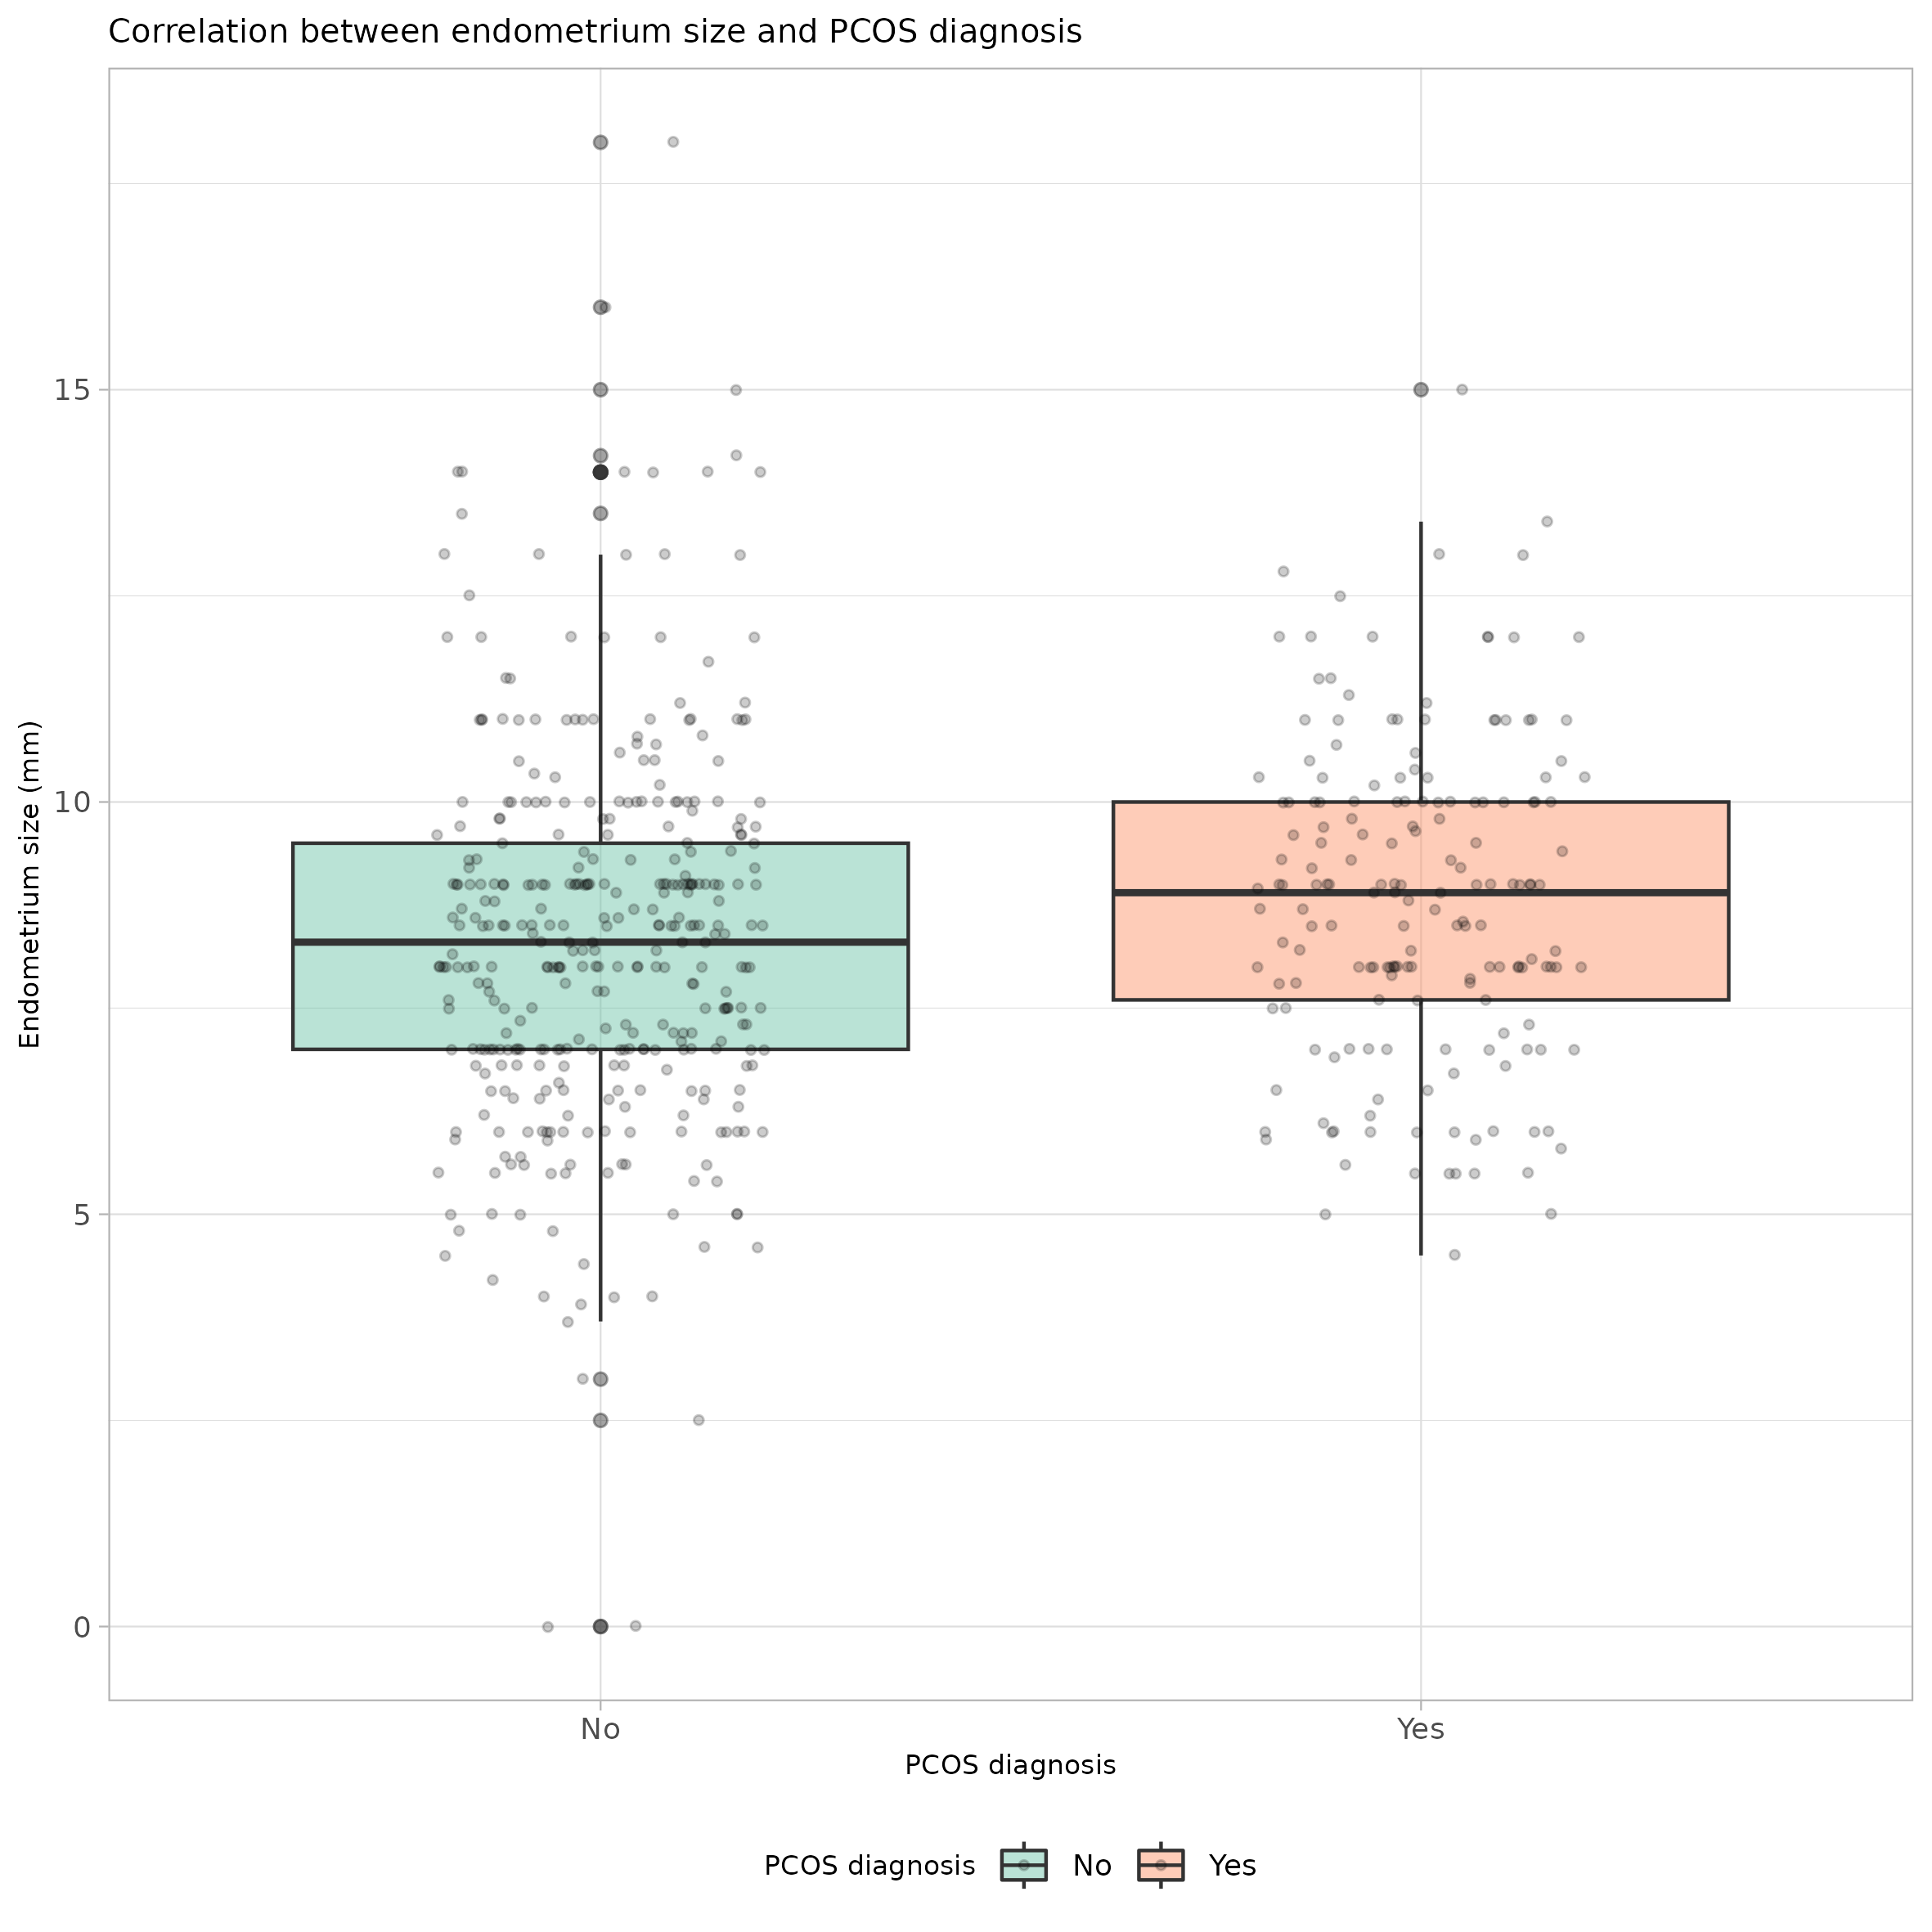 Correlation between endometrium size and PCOS diagnosis
Endometrium size (mm)
15
10
5
0
No
Yes
PCOS diagnosis
PCOS diagnosis No Yes